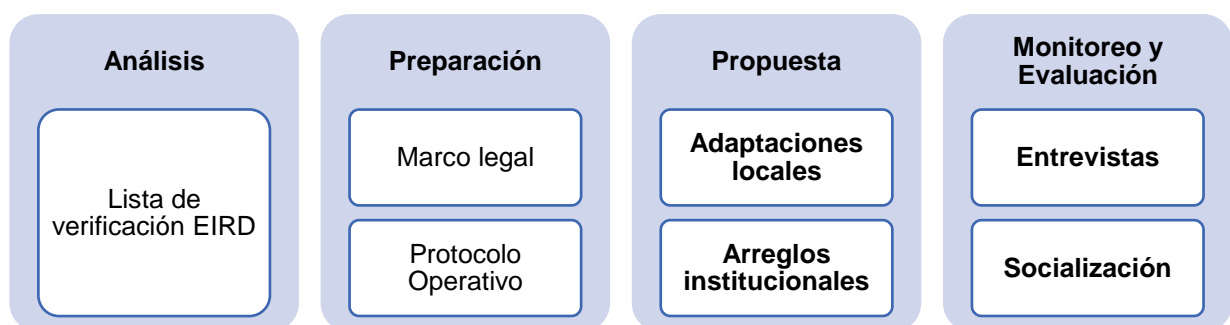 Análisis
Lista de
verificación EIRD
Preparación
Marco legal
Protocolo
Operativo
Propuesta
Adaptaciones
locales
Arreglos
institucionales
Monitoreo y
Evaluación
Entrevistas
Socialización